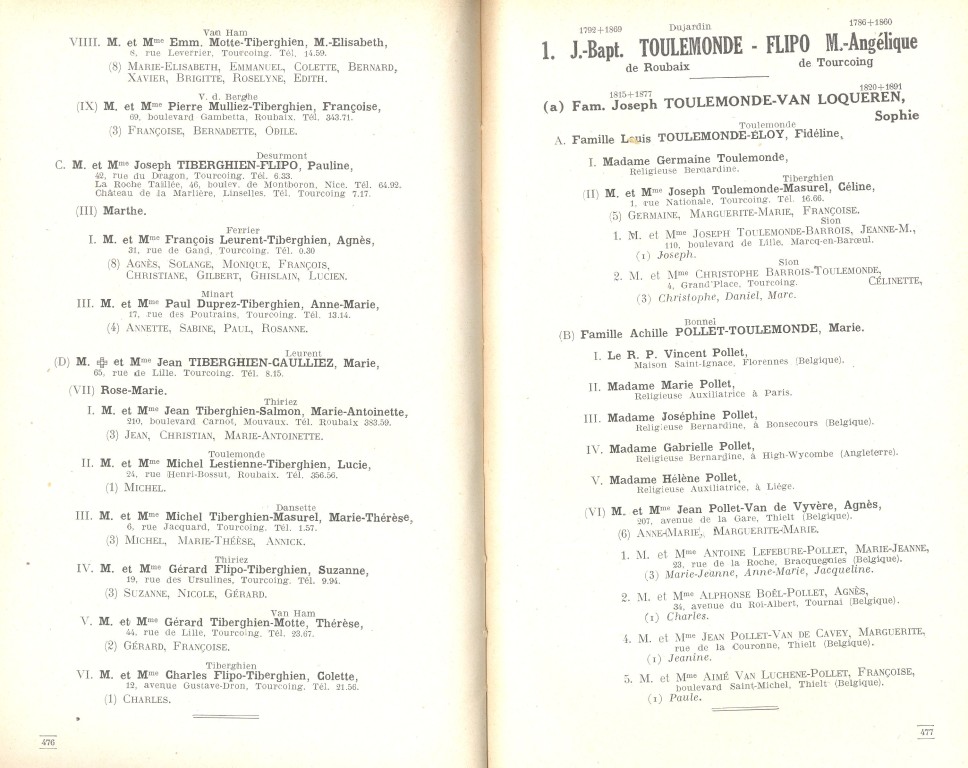 Van Ham
VIIII. M. et Mme Emm. Motte-Tiberghien, M.-Elisabeth,
8, rue Leverrier, Tourcoing. Tél. 14.59.
(8) MARIE-ELISABETH, EMMANUEL, COLETTE, BERNARD,
XAVIER, BRIGITTE, ROSELYNE, EDITH.
V. d. Berghe
(IX) M. et Mme Pierre Mulliez-Tiberghien, Françoise,
69, boulevard Gambetta, Roubaix. Tél. 343.71.
(3) FRANÇOISE, BERNADETTE, ODILE.
Desurmont
C. M. et Mme Joseph TIBERGHIEN-FLIPO, Pauline,
42, rue du Dragon, Tourcoing. Tél. 6.33.
La Roche Taillée, 46, boulev. de Montboron, Nice. Tél. 64.92.
Château de la Marlière, Linselles. Tél. Tourcoing 7.17.
(III) Marthe.
Ferrier
I. M. et Mme François Leurent-Tiberghien, Agnès,
31, rue de Gand, Tourcoing. Tél. 0.30
(8) AGNÈS, SOLANGE, MONIQUE, FRANÇOIS,
CHRISTIANE, GILBERT, GHISLAIN, LUCIEN.
Minart
III. M. et Mme Paul Duprez-Tiberghien, Anne-Marie,
17, rue des Poutrains, Tourcoing. Tél. 13.14.
(4) ANNETTE, SABINE, PAUL, ROSANNE.
Leurent
(D) M. ✠ et Mme Jean TIBERGHIEN-CAULLIEZ, Marie,
65, rue de Lille. Tourcoing. Tél. 8.15.
(VII) Rose-Marie.
Thiriez
I. M. et Mme Jean Tiberghien-Salmon, Marie-Antoinette,
210, boulevard Carnot, Mouvaux. Tél. Roubaix 383.59.
(3) JEAN, CHRISTIAN, MARIE-ANTOINETTE.
Toulemonde
II. M. et Mme Michel Lestienne-Tiberghien, Lucie,
24, rue Henri-Bossut, Roubaix. Tél. 356.56.
(1) MICHEL.
Dansette
III. M. et Mme Michel Tiberghien-Masurel, Marie-Thérèse,
6, rue Jacquard, Tourcoing. Tél. 1.57.
(3) MICHEL, MARIE-THÉÈSE, ANNICK.
Thiriez
IV. M. et Mme Gérard Flipo-Tiberghien, Suzanne,
19, rue des Ursulines, Tourcoing. Tél. 9.94.
(3) SUZANNE, NICOLE, GÉRARD.
Van Ham
V. M. et Mme Gérard Tiberghien-Motte, Thérèse,
44, rue de Lille, Tourcoing, Tél. 23.67.
(2) GÉRARD, FRANÇOISE.
Tiberghien
VI. M. et Mme Charles Flipo-Tiberghien, Colette,
12, avenue Gustave-Dron, Tourcoing. Tél. 21.56.
(1) CHARLES.
476
1792+1869 Dujardin 1786+1860
1. J.-Bapt. TOULEMONDE - FLIPO M.-Angélique
de Roubaix de Tourcoing
1815+1877 1820+1891
(a) Fam. Joseph TOULEMONDE-VAN LOQUEREN,
Sophie
Toulemonde
A. Famille Louis TOULEMONDE-ÉLOY, Fidéline,
I. Madame Germaine Toulemonde,
Religieuse Bernardine.
Tiberghien
(II) M. et Mme Joseph Toulemonde-Masurel, Céline,
1, rue Nationale, Tourcoing. Tél. 16.66.
(5) GERMAINE, MARGUERITE-MARIE, FRANÇOISE.
Sion
1. M. et Mme JOSEPH TOULEMONDE-BARROIS, JEANNE-M.,
110, boulevard de Lille, Marcq-en-Barœul.
(1) Joseph.
Sion
2. M. et Mme CHRISTOPHE BARROIS-TOULEMONDE,
4, Grand'Place, Tourcoing. CÉLINETTE,
(3) Christophe, Daniel, Marc.
Bonnel
(B) Famille Achille POLLET-TOULEMONDE, Marie.
I. Le R. P. Vincent Pollet,
Maison Saint-Ignace, Florennes (Belgique).
II. Madame Marie Pollet,
Religieuse Auxiliatrice à Paris.
III. Madame Joséphine Pollet,
Religieuse Bernardine, à Bonsecours (Belgique).
IV. Madame Gabrielle Pollet,
Religieuse Bernardine, à High-Wycombe (Angleterre).
V. Madame Hélène Pollet,
Religieuse Auxiliatrice, à Liége.
(VI) M. et Mme Jean Pollet-Van de Vyvère, Agnès,
207, avenue de la Gare, Thielt (Belgique).
(6) ANNE-MARIE, MARGUERITE-MARIE.
1. M. et Mme ANTOINE LEFEBURE-POLLET, MARIE-JEANNE,
23, rue de la Roche, Bracquegnies (Belgique).
(3) Marie-Jeanne, Anne-Marie, Jacqueline.
2. M. et Mme ALPHONSE BOËL-POLLET, AGNÈS,
34, avenue du Roi-Albert, Tournai (Belgique).
(1) Charles.
4. M. et Mme JEAN POLLET-VAN DE CAVEY, MARGUERITE,
rue de la Couronne, Thielt (Belgique).
(1) Jeanine.
5. M. et Mme AIMÉ VAN LUCHENE-POLLET, FRANÇOISE,
boulevard Saint-Michel, Thielt (Belgique).
(1) Paule.
477